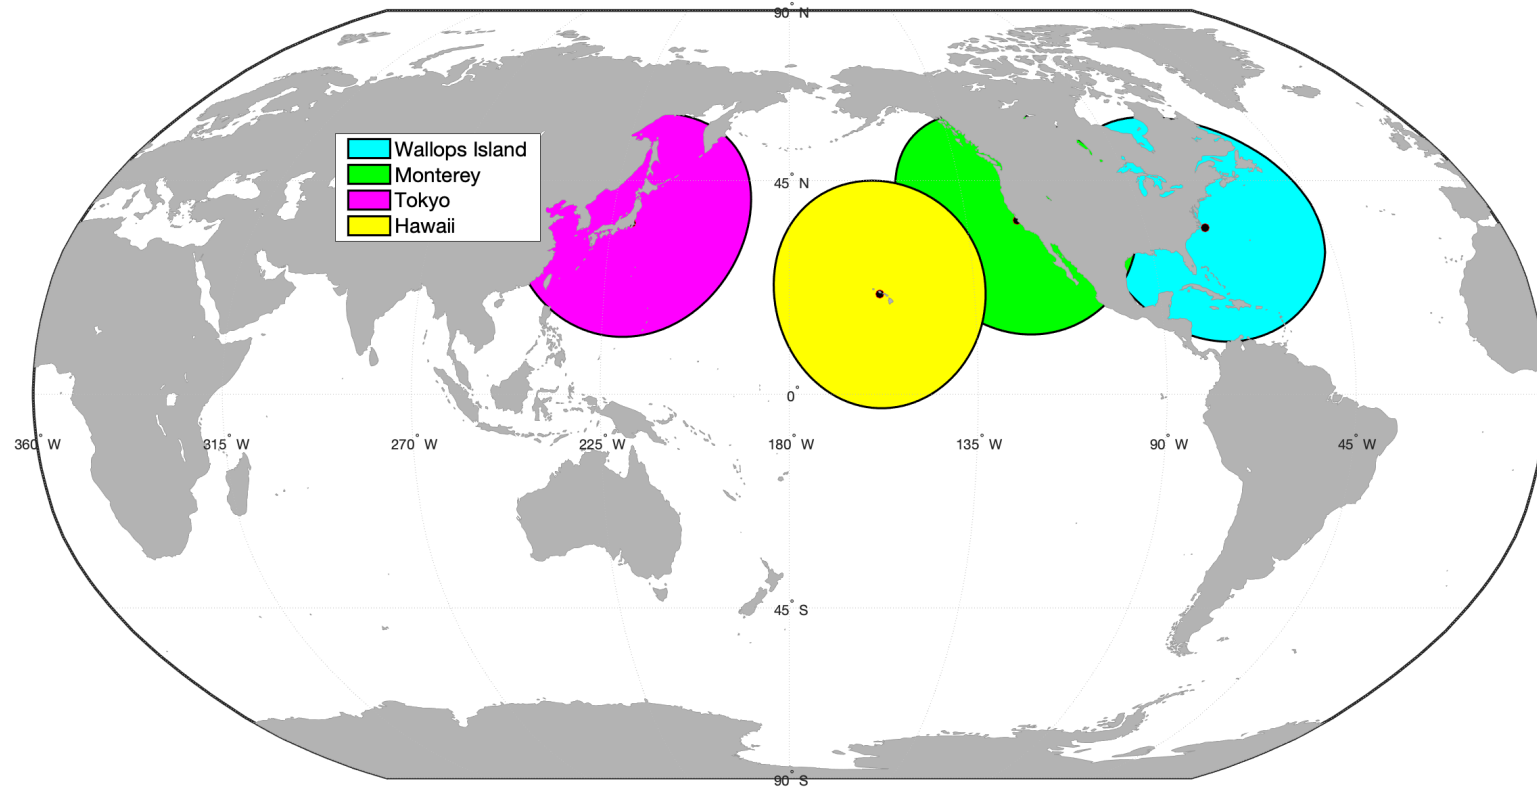 90° N
Wallops Island
Monterey
Tokyo
Hawaii
45° N
0°
360° W 315° W 270° W 225° W 180° W 135° W 90° W 45° W
45° S
90° S